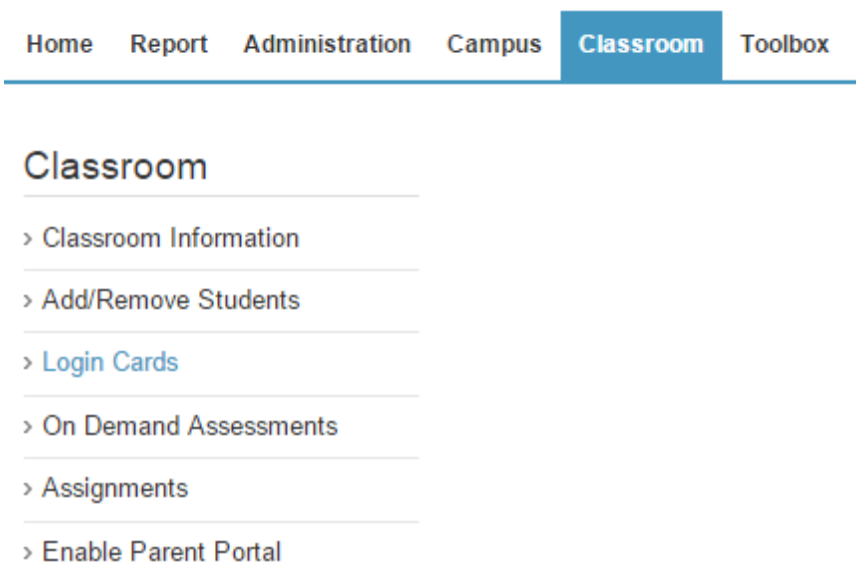 Home Report Administration Campus Classroom Toolbox
Classroom
> Classroom Information
> Add/Remove Students
> Login Cards
> On Demand Assessments
> Assignments
> Enable Parent Portal